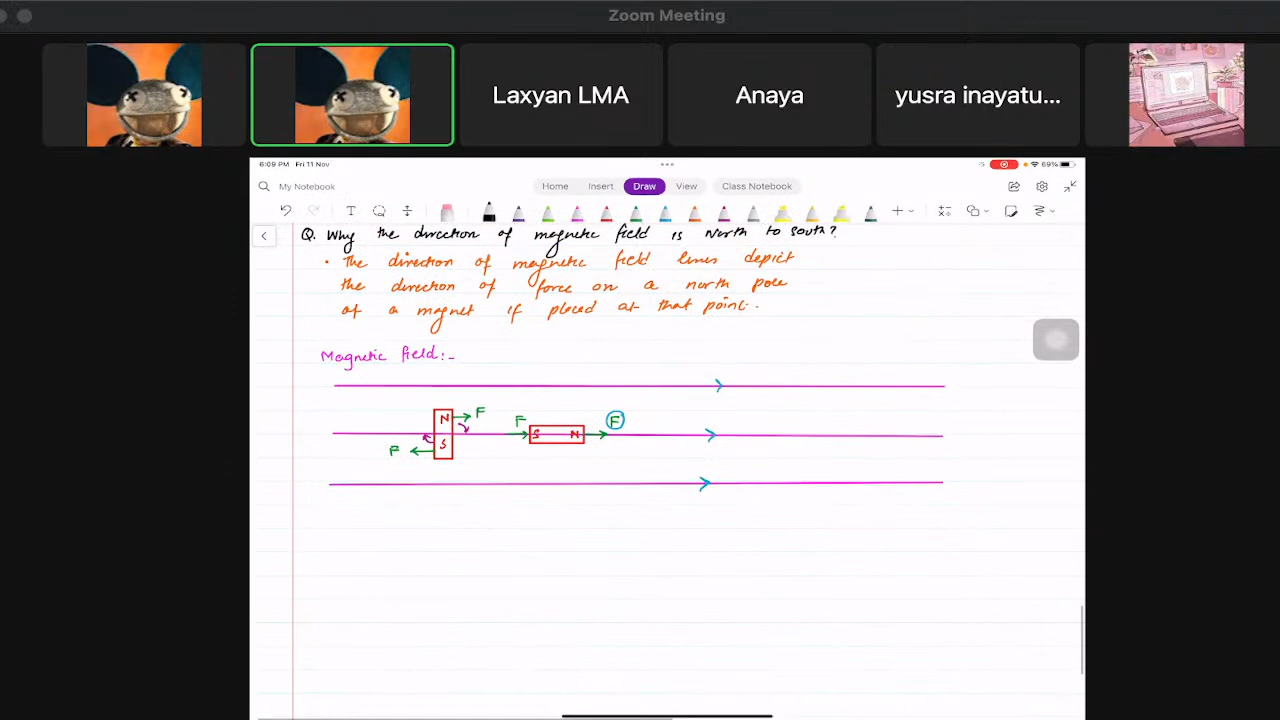 Zoom Meeting
Laxyan LMA
Anaya
yusra inayatu...
6:09 PM Fri 11 Nov
69%
My Notebook
Home
Insert
Draw
View
Class Notebook
Q. Why the direction of magnetic field is North to south?
• The direction of magnetic field lines depict
the direction of force on a north pole
of a magnet if placed at that point.
Magnetic field:-
N F
S
F
F
S N
F